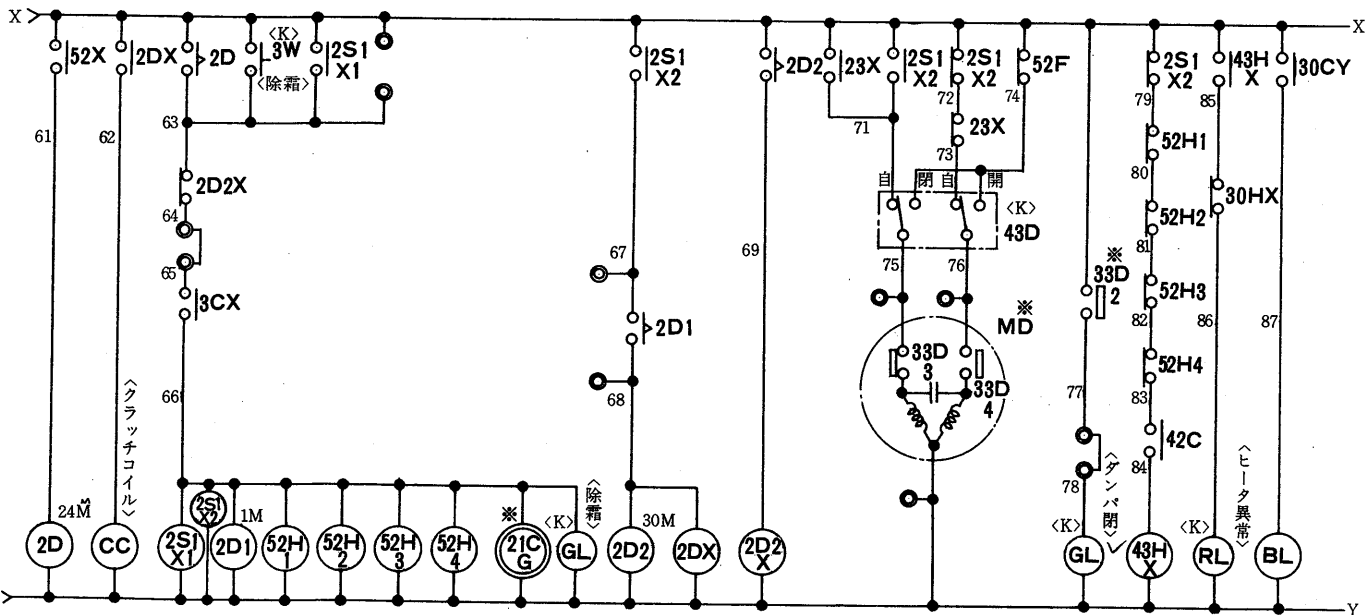 X
X
52X
2DX
2D
<K>
3W
<除霜>
2S1
X1
2S1
X2
2D2
23X
2S1
X2
2S1
X2
52F
2S1
X2
43H
X
30CY
61
62
63
71
72
74
79
85
23X
73
52H1
80
2D2X
64
65
3CX
自
閉
自
開
<K>
43D
30HX
52H2
81
67
69
75
76
※
33D
2
52H3
82
86
87
2D1
※
MD
33D
3
33D
4
52H4
83
66
68
77
42C
84
78
<クラッチコイル>
<除霜>
<ダンパ閉>
<ヒータ異常>
24M
2D
CC
2S1
X1
2S1
X2
1M
2D1
52H
1
52H
2
52H
3
52H
4
※
21C
G
<K>
GL
30M
2D2
2DX
2D2
X
<K>
GL
43H
X
<K>
RL
BL
Y